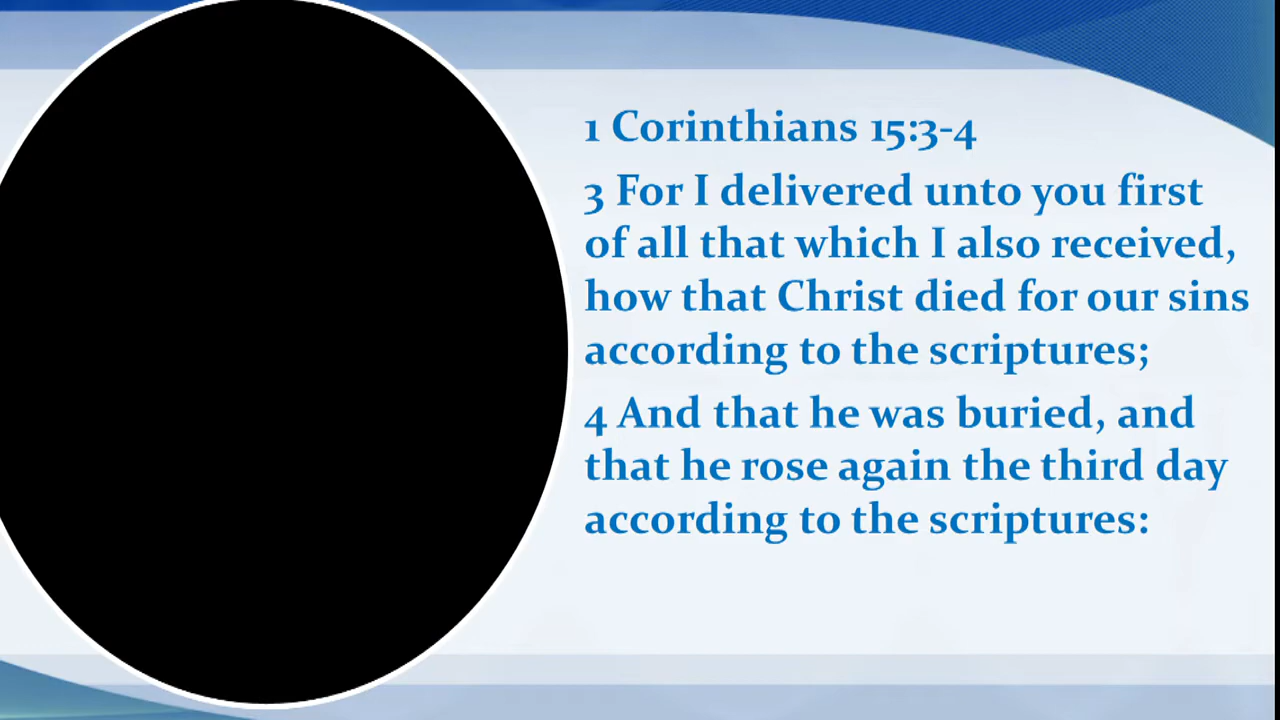 1 Corinthians 15:3-4
3 For I delivered unto you first
of all that which I also received,
how that Christ died for our sins
according to the scriptures;
4 And that he was buried, and
that he rose again the third day
according to the scriptures: